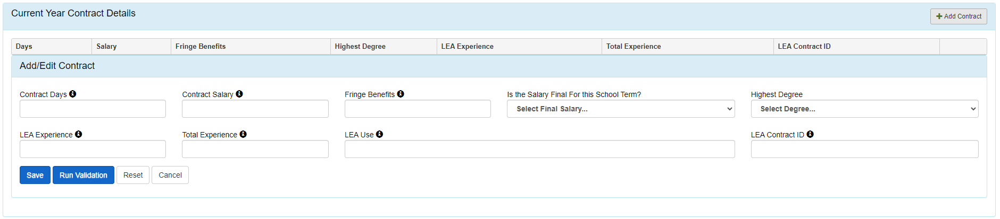 Current Year Contract Details
Add Contract
Days Salary Fringe Benefits Highest Degree LEA Experience Total Experience LEA Contract ID
Add/Edit Contract
Contract Days Contract Salary Fringe Benefits Is the Salary Final For this School Term? Highest Degree
Select Final Salary... Select Degree...
LEA Experience Total Experience LEA Use LEA Contract ID
Save Run Validation Reset Cancel